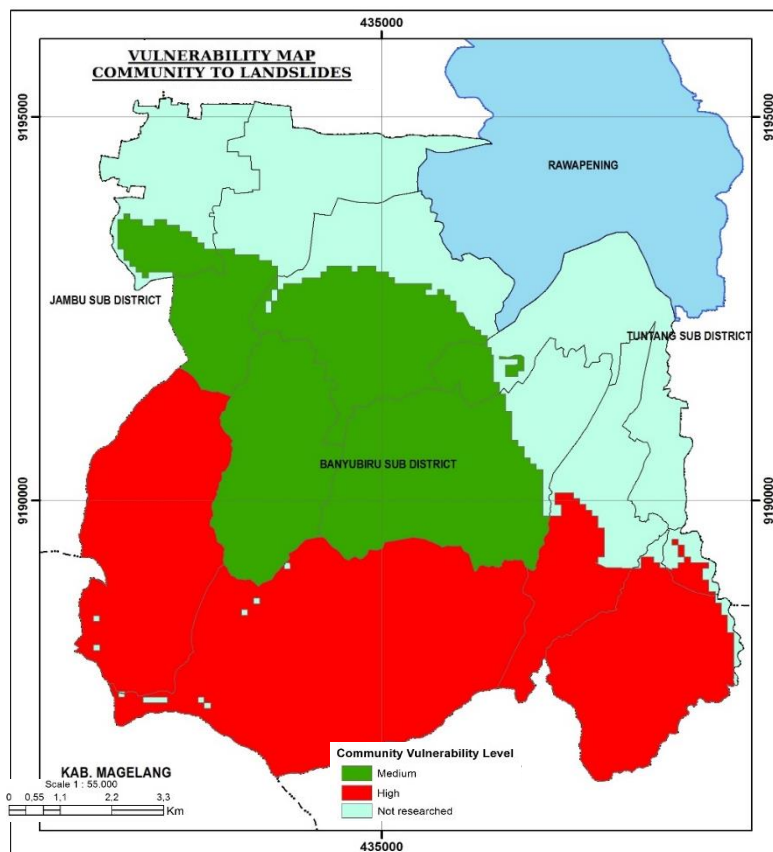 435000
VULNERABILITY MAP
COMMUNITY TO LANDSLIDES
9195000
9195000
RAWAPENING
JAMBU SUB DISTRICT
TUNTANG SUB DISTRICT
BANYUBIRU SUB DISTRICT
9190000
9190000
KAB. MAGELANG
Scale 1 : 55.000
0 0,55 1,1 2,2 3,3
Km
Community Vulnerability Level
Medium
High
Not researched
435000